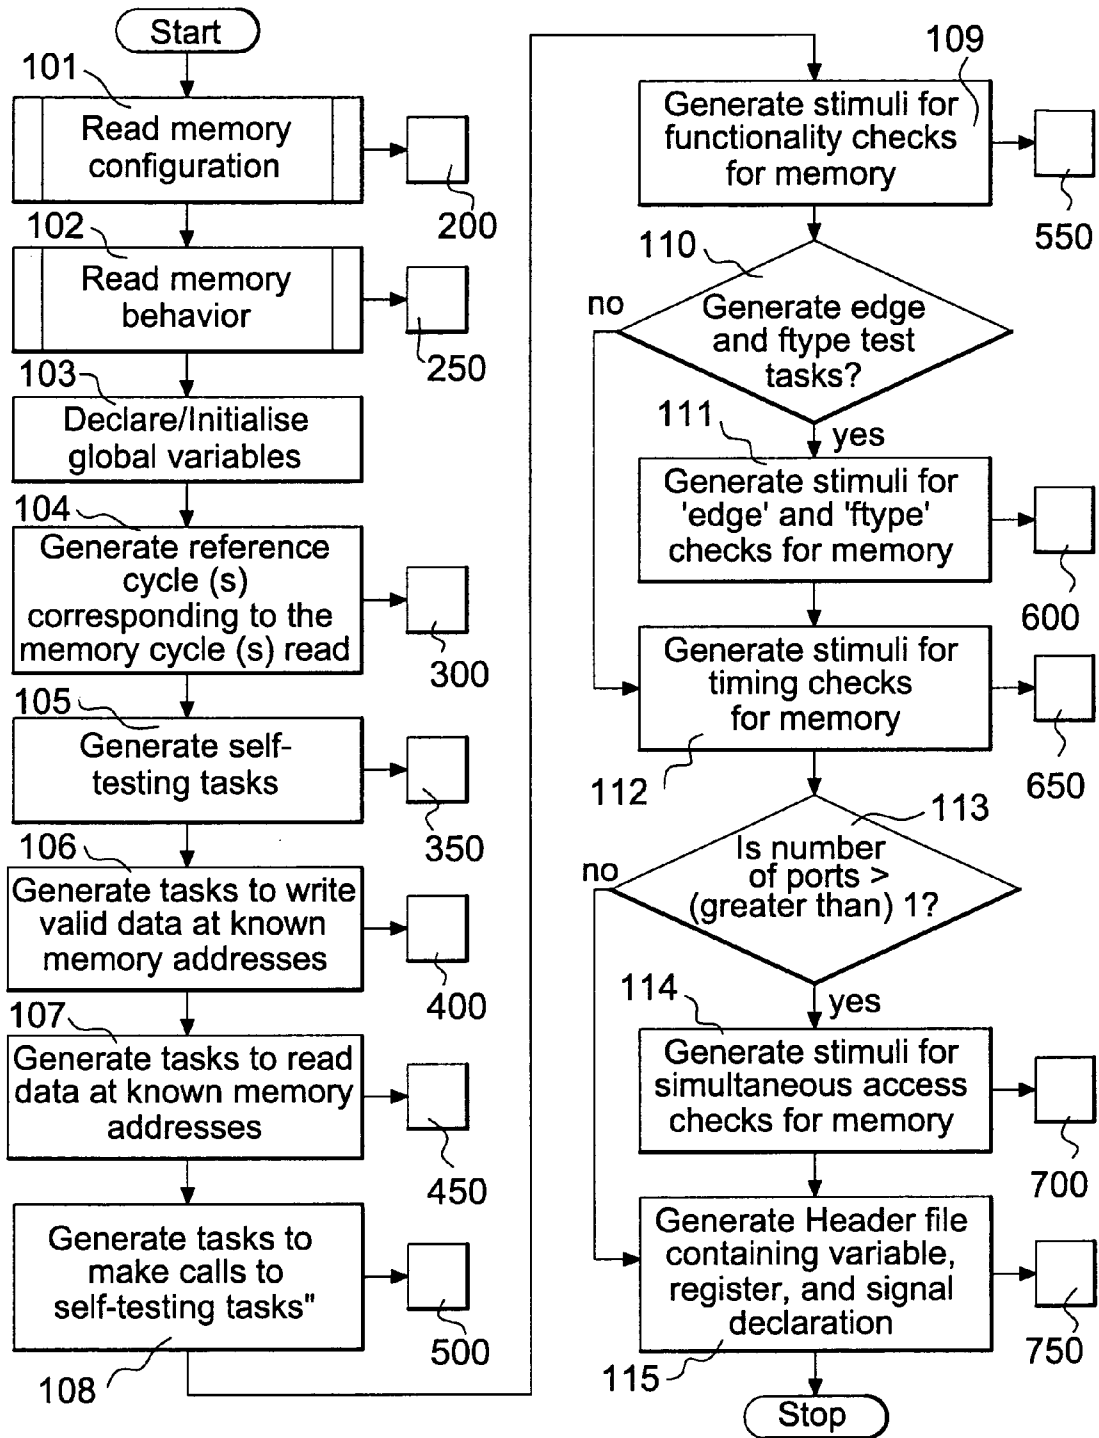 Start
101
Read memory
configuration
200
102
Read memory
behavior
250
103
Declare/Initialise
global variables
104
Generate reference
cycle (s)
corresponding to the
memory cycle (s) read
300
105
Generate self-
testing tasks
350
106
Generate tasks to write
valid data at known
memory addresses
400
107
Generate tasks to read
data at known memory
addresses
450
Generate tasks to
make calls to
self-testing tasks"
500
108
109
Generate stimuli for
functionality checks
for memory
550
110
no
Generate edge
and ftype test
tasks?
yes
111
Generate stimuli for
'edge' and 'ftype'
checks for memory
600
Generate stimuli for
timing checks
for memory
650
112
113
no
Is number
of ports >
(greater than) 1?
yes
114
Generate stimuli for
simultaneous access
checks for memory
700
Generate Header file
containing variable,
register, and signal
declaration
750
115
Stop